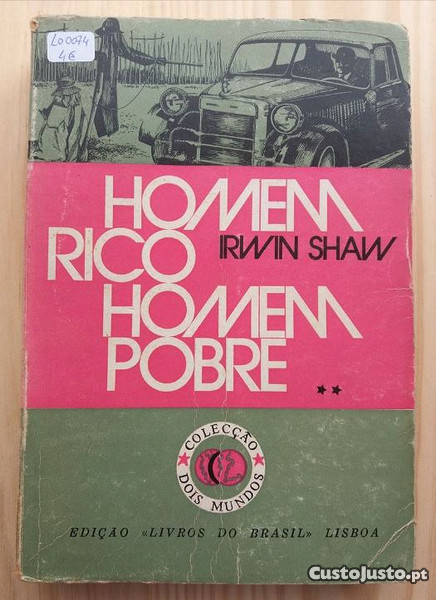 LO0074
4€
HOMEM
RICO IRWIN SHAW
HOMEM
POBRE **
COLECÇÃO
DOIS MUNDOS
EDIÇÃO «LIVROS DO BRASIL» LISBOA
CustoJusto.pt